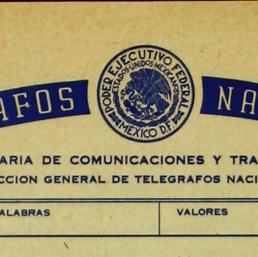 PODER EJECUTIVO FEDERAL
ESTADOS UNIDOS MEXICANOS
MEXICO D.F.
AFOS NA
ARIA DE COMUNICACIONES Y TRA
CCION GENERAL DE TELEGRAFOS NACI
ALABRAS VALORES